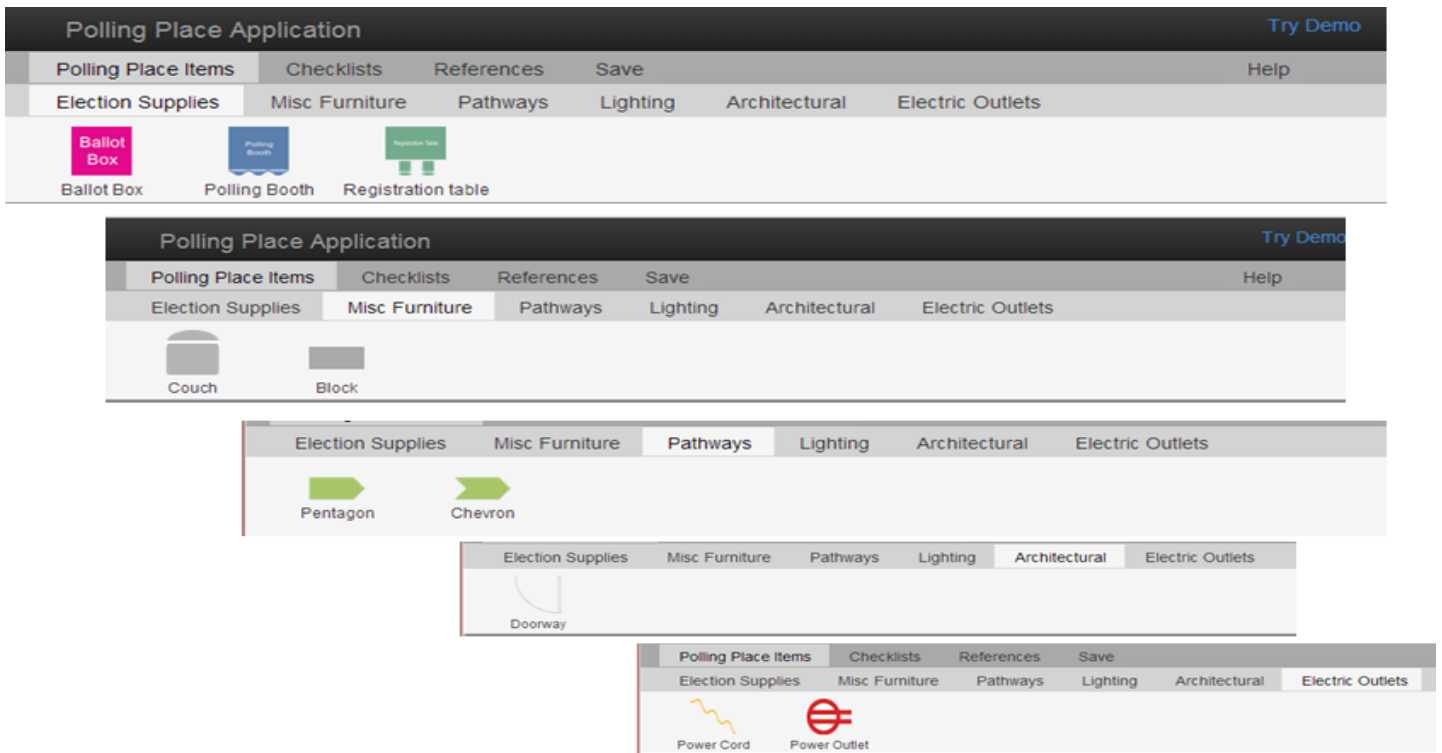 Polling Place Application Try Demo
Polling Place Items Checklists References Save Help
Election Supplies Misc Furniture Pathways Lighting Architectural Electric Outlets
Ballot Box
Polling Booth
Registration Table
Ballot Box Polling Booth Registration table
Polling Place Application Try Demo
Polling Place Items Checklists References Save Help
Election Supplies Misc Furniture Pathways Lighting Architectural Electric Outlets
Couch Block
Election Supplies Misc Furniture Pathways Lighting Architectural Electric Outlets
Pentagon Chevron
Election Supplies Misc Furniture Pathways Lighting Architectural Electric Outlets
Doorway
Polling Place Items Checklists References Save
Election Supplies Misc Furniture Pathways Lighting Architectural Electric Outlets
Power Cord Power Outlet